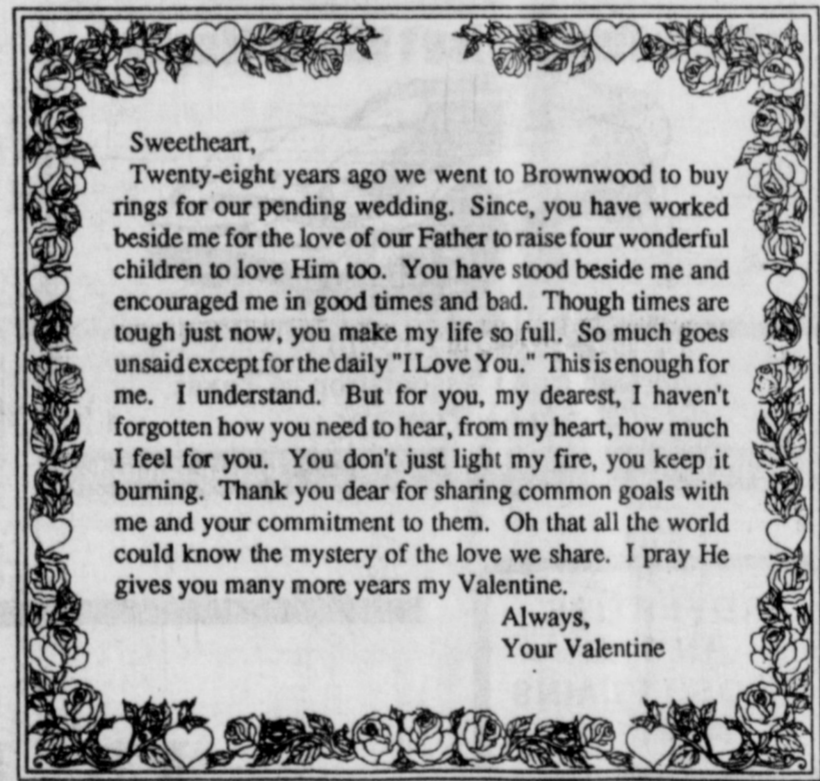 Sweetheart,
Twenty-eight years ago we went to Brownwood to buy
rings for our pending wedding. Since, you have worked
beside me for the love of our Father to raise four wonderful
children to love Him too. You have stood beside me and
encouraged me in good times and bad. Though times are
tough just now, you make my life so full. So much goes
unsaid except for the daily "I Love You." This is enough for
me. I understand. But for you, my dearest, I haven't
forgotten how you need to hear, from my heart, how much
I feel for you. You don't just light my fire, you keep it
burning. Thank you dear for sharing common goals with
me and your commitment to them. Oh that all the world
could know the mystery of the love we share. I pray He
gives you many more years my Valentine.
Always,
Your Valentine